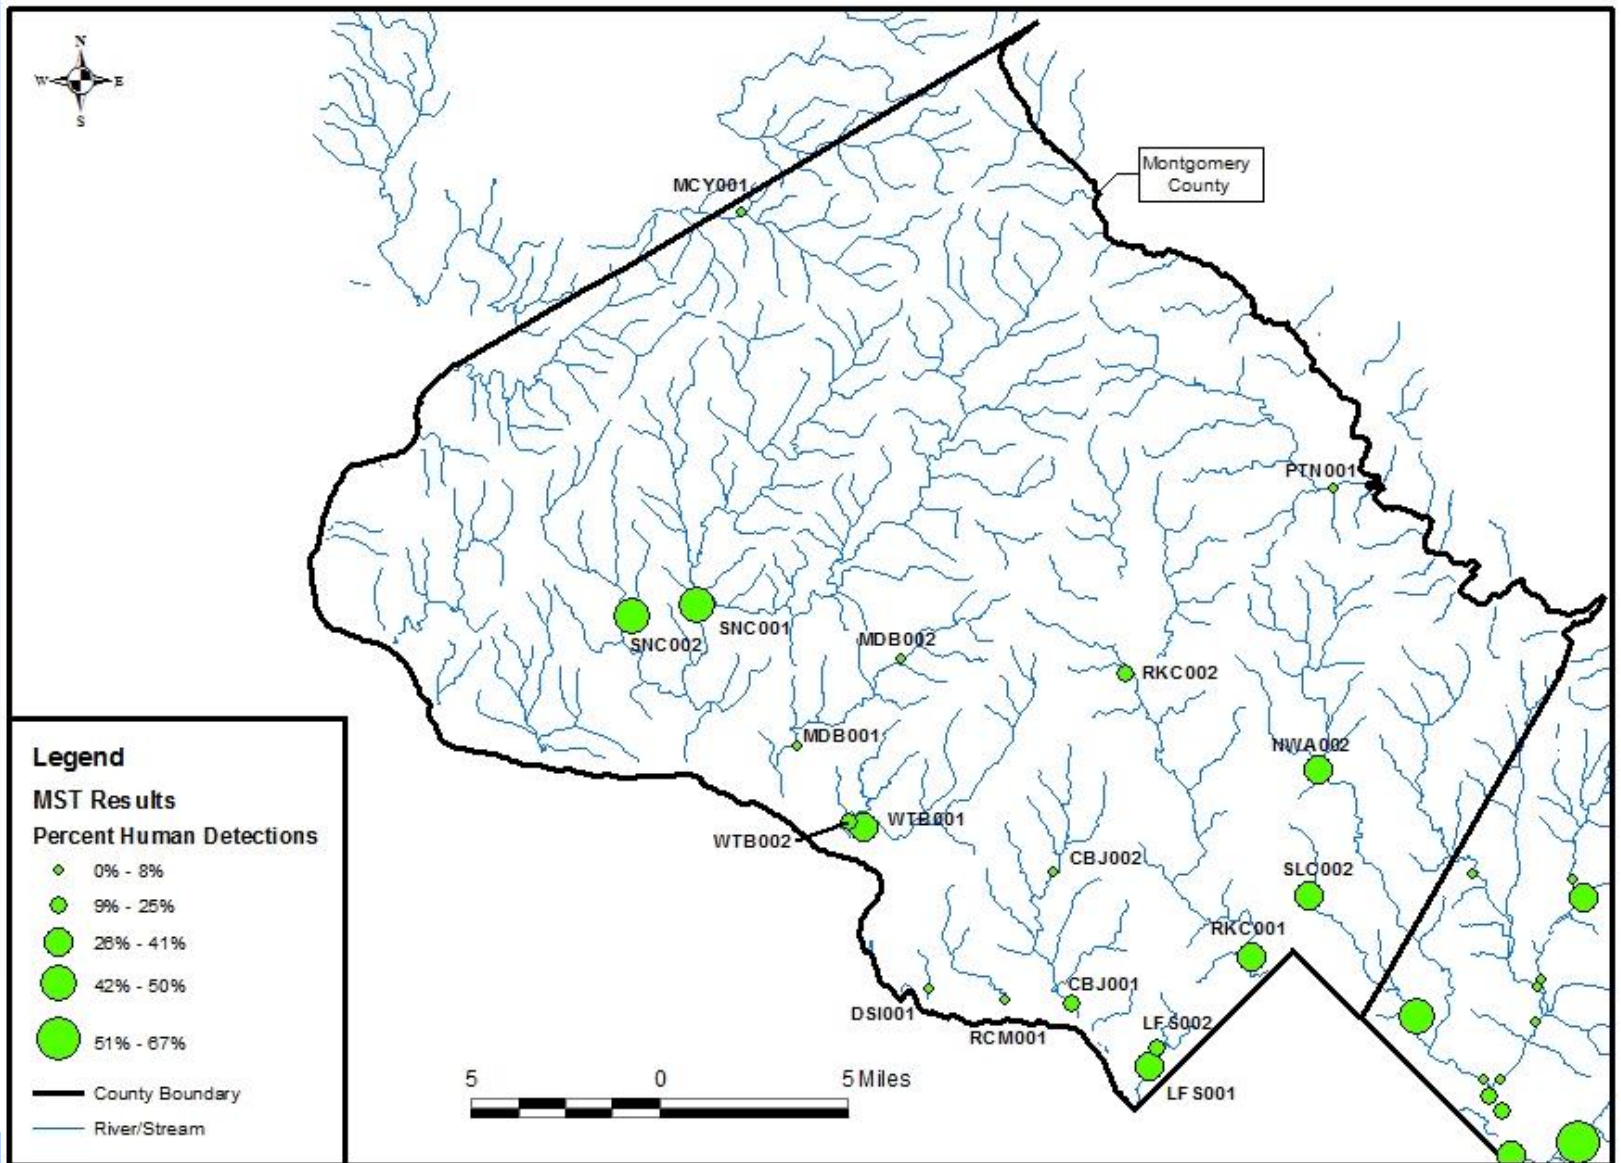 N
W E
S
Montgomery
County
MCY001
PTN001
SNC001
SNC002
MDB002
RKC002
MDB001
NWA002
WTB001
WTB002
CBJ002
SLC002
RKC001
CBJ001
DSI001
LFS002
RCM001
LFS001
5 0 5 Miles
Legend
MST Results
Percent Human Detections
0% - 8%
9% - 25%
26% - 41%
42% - 50%
51% - 67%
County Boundary
River/Stream